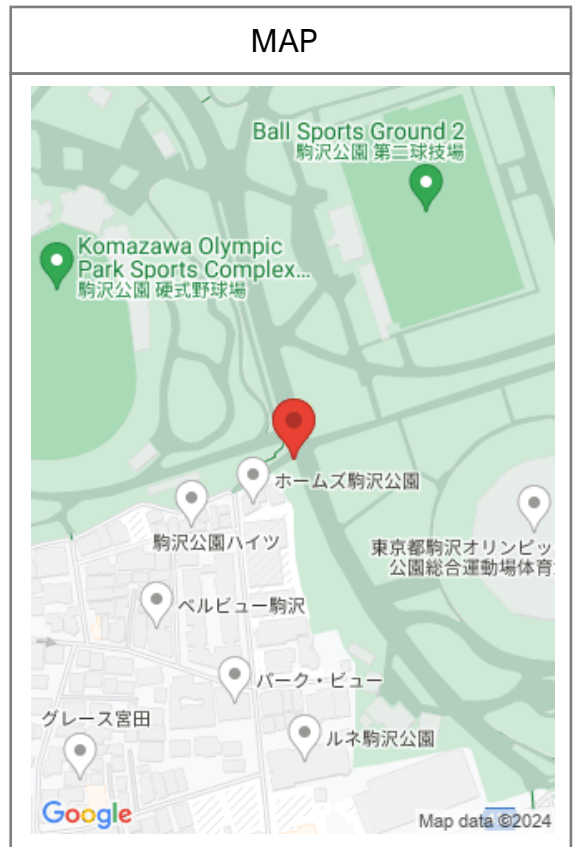 MAP
Ball Sports Ground 2
駒沢公園 第二球技場
Komazawa Olympic
Park Sports Complex...
駒沢公園 硬式野球場
ホームズ駒沢公園
駒沢公園ハイツ
東京都駒沢オリンピッ
公園総合運動場体育
ベルビュー駒沢
パーク・ビュー
グレース宮田
ルネ駒沢公園
Google
Map data ©2024